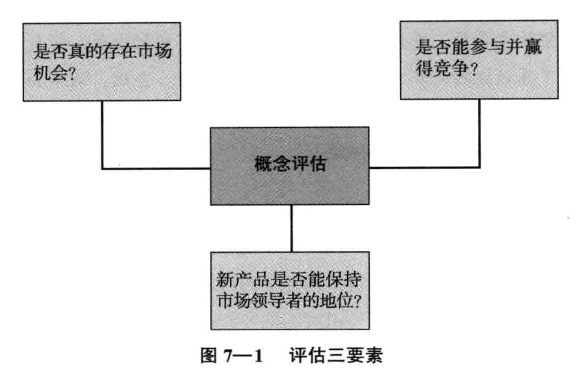 是否真的存在市场
机会?
是否能参与并赢
得竞争?
概念评估
新产品是否能保持
市场领导者的地位?
图 7—1 评估三要素